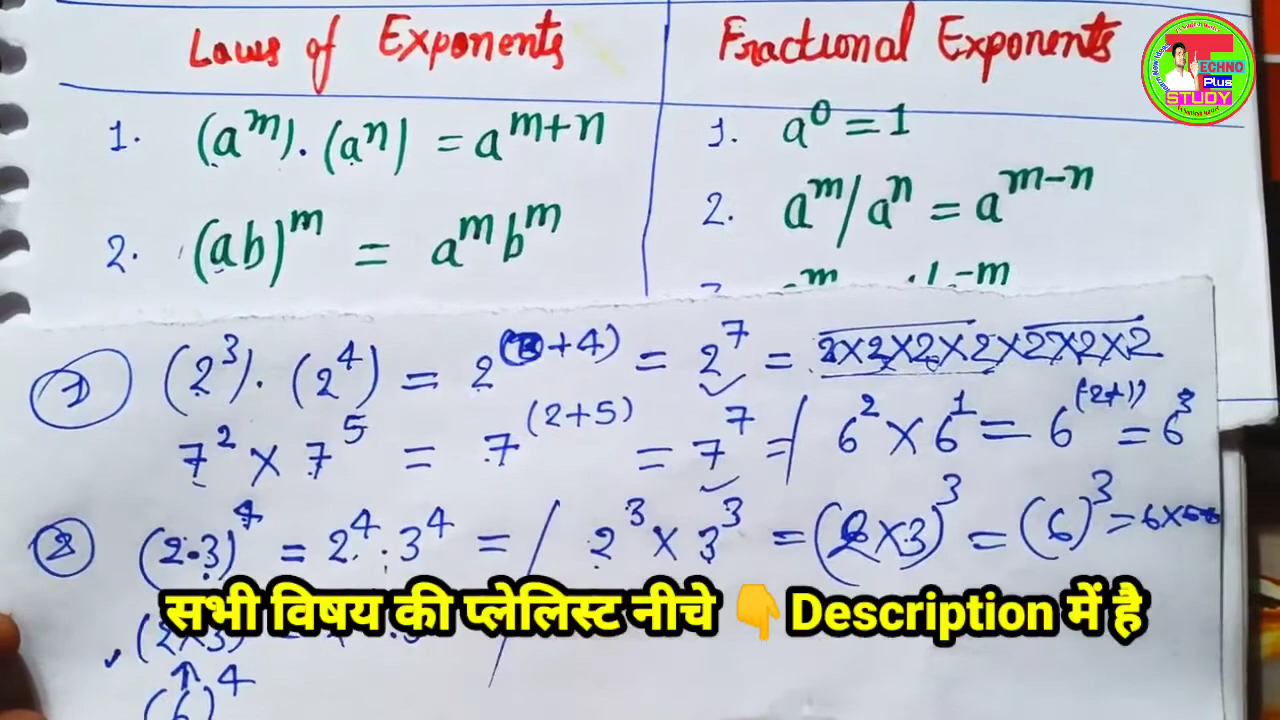 Laws of Exponents
Fractional Exponents
TECHNO
Plus
STUDY
1. (a^m).(a^n) = a^{m+n}
1. a^0 = 1
2. (ab)^m = a^m b^m
2. a^m/a^n = a^{m-n}
1 (2^3).(2^4) = 2^{(3+4)} = 2^7 = 2×2×2×2×2×2×2
7^2 × 7^5 = 7^{(2+5)} = 7^7 = / 6^2 × 6^1 = 6^{(2+1)} = 6^3
2 (2.3)^4 = 2^4.3^4 = / 2^3 × 3^3 = (2×3)^3 = (6)^3 = 6×
सभी विषय की प्लेलिस्ट नीचे 👇 Description में है
(2×3)
(6)^4